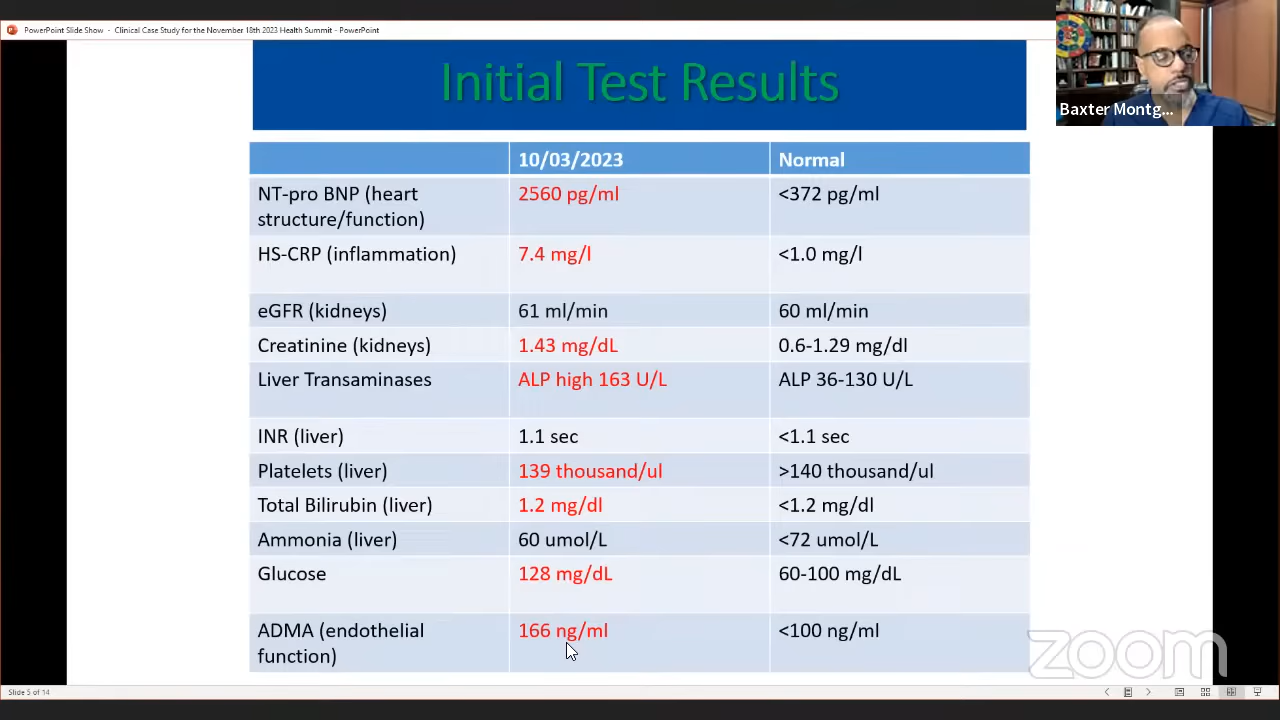 PowerPoint Slide Show - Clinical Case Study for the November 18th 2023 Health Summit - PowerPoint
Baxter Montg...
Initial Test Results
10/03/2023 Normal
NT-pro BNP (heart structure/function) 2560 pg/ml <372 pg/ml
HS-CRP (inflammation) 7.4 mg/l <1.0 mg/l
eGFR (kidneys) 61 ml/min 60 ml/min
Creatinine (kidneys) 1.43 mg/dL 0.6-1.29 mg/dl
Liver Transaminases ALP high 163 U/L ALP 36-130 U/L
INR (liver) 1.1 sec <1.1 sec
Platelets (liver) 139 thousand/ul >140 thousand/ul
Total Bilirubin (liver) 1.2 mg/dl <1.2 mg/dl
Ammonia (liver) 60 umol/L <72 umol/L
Glucose 128 mg/dL 60-100 mg/dL
ADMA (endothelial function) 166 ng/ml <100 ng/ml
zoom
Slide 5 of 14